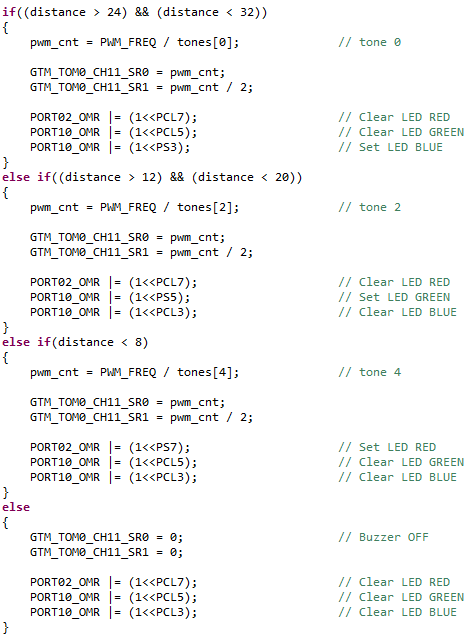 if((distance > 24) && (distance < 32))
{
    pwm_cnt = PWM_FREQ / tones[0];              // tone 0

    GTM_TOM0_CH11_SR0 = pwm_cnt;
    GTM_TOM0_CH11_SR1 = pwm_cnt / 2;

    PORT02_OMR |= (1<<PCL7);                    // Clear LED RED
    PORT10_OMR |= (1<<PCL5);                    // Clear LED GREEN
    PORT10_OMR |= (1<<PS3);                     // Set LED BLUE
}
else if((distance > 12) && (distance < 20))
{
    pwm_cnt = PWM_FREQ / tones[2];              // tone 2

    GTM_TOM0_CH11_SR0 = pwm_cnt;
    GTM_TOM0_CH11_SR1 = pwm_cnt / 2;

    PORT02_OMR |= (1<<PCL7);                    // Clear LED RED
    PORT10_OMR |= (1<<PS5);                     // Set LED GREEN
    PORT10_OMR |= (1<<PCL3);                    // Clear LED BLUE
}
else if(distance < 8)
{
    pwm_cnt = PWM_FREQ / tones[4];              // tone 4

    GTM_TOM0_CH11_SR0 = pwm_cnt;
    GTM_TOM0_CH11_SR1 = pwm_cnt / 2;

    PORT02_OMR |= (1<<PS7);                     // Set LED RED
    PORT10_OMR |= (1<<PCL5);                    // Clear LED GREEN
    PORT10_OMR |= (1<<PCL3);                    // Clear LED BLUE
}
else
{
    GTM_TOM0_CH11_SR0 = 0;                      // Buzzer OFF
    GTM_TOM0_CH11_SR1 = 0;

    PORT02_OMR |= (1<<PCL7);                    // Clear LED RED
    PORT10_OMR |= (1<<PCL5);                    // Clear LED GREEN
    PORT10_OMR |= (1<<PCL3);                    // Clear LED BLUE
}